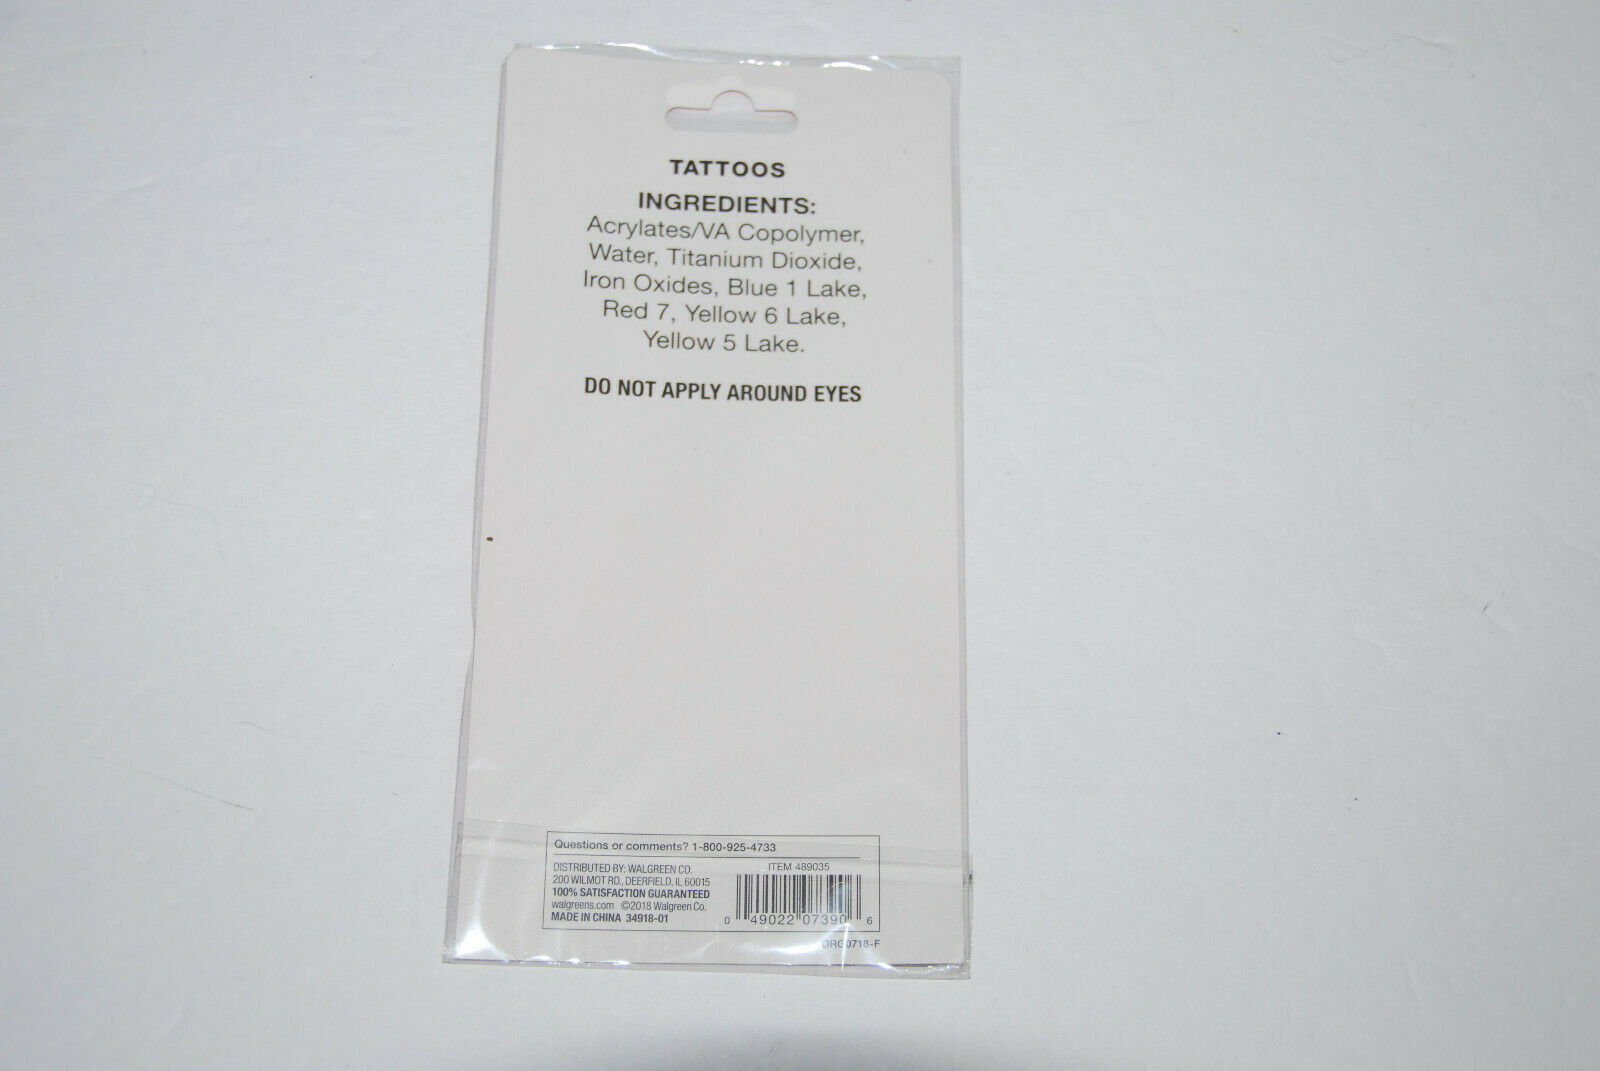 TATTOOS
INGREDIENTS:
Acrylates/VA Copolymer,
Water, Titanium Dioxide,
Iron Oxides, Blue 1 Lake,
Red 7, Yellow 6 Lake,
Yellow 5 Lake.
DO NOT APPLY AROUND EYES
Questions or comments? 1-800-925-4733
DISTRIBUTED BY: WALGREEN CO.
200 WILMOT RD., DEERFIELD, IL 60015
100% SATISFACTION GUARANTEED
walgreens.com ©2018 Walgreen Co.
MADE IN CHINA 34918-01
ITEM 489035
0 49022 07390 6
ORG0718-F